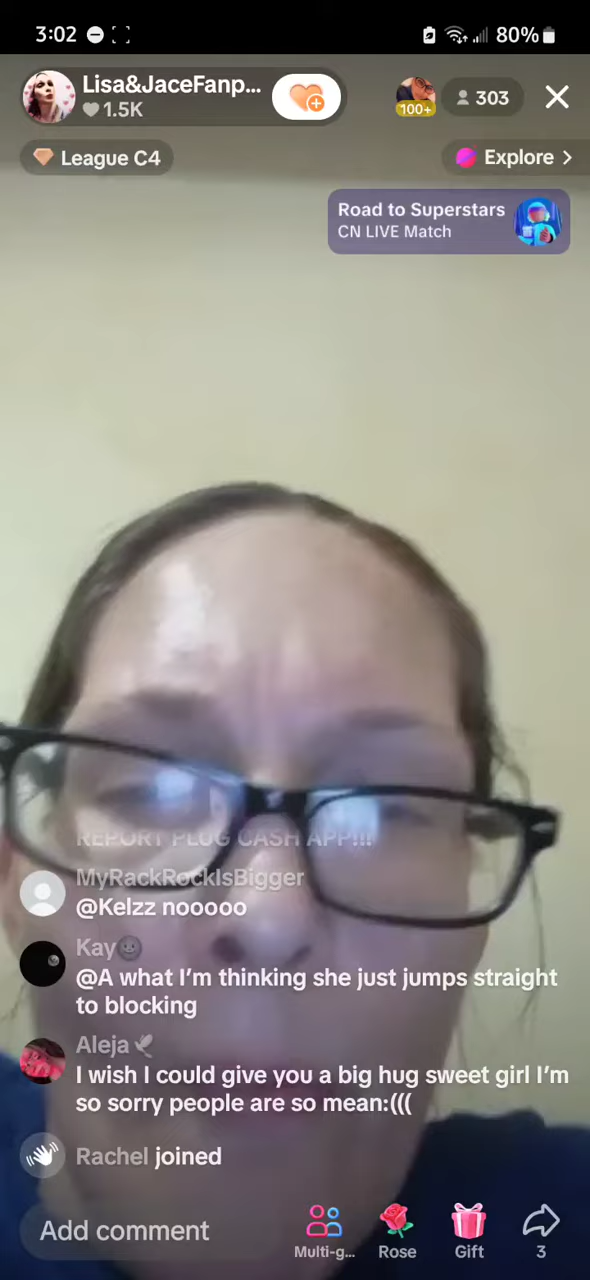 3:02
80%
Lisa&JaceFanp...
1.5K
100+
303
League C4
Explore
Road to Superstars
CN LIVE Match
REPORT PLUG CASH APP!!!
MyRackRockIsBigger
@Kelzz nooooo
Kay
@A what I'm thinking she just jumps straight
to blocking
Aleja
I wish I could give you a big hug sweet girl I'm
so sorry people are so mean:(((
Rachel joined
Add comment
Multi-g...
Rose
Gift
3